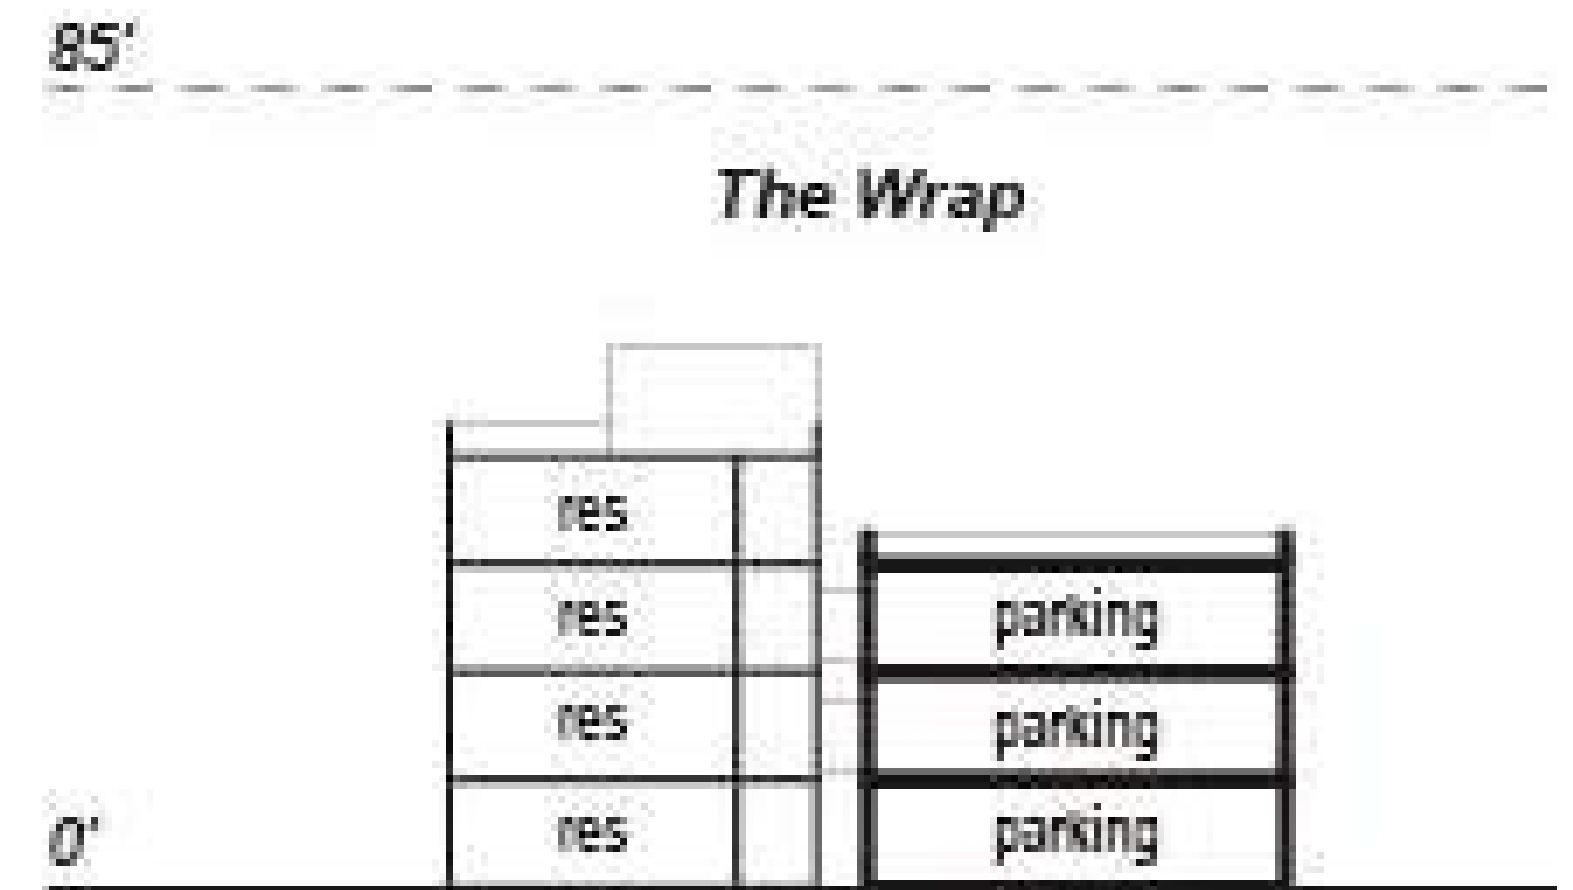 85'
The Wrap
res
res
parking
res
parking
0'
res
parking